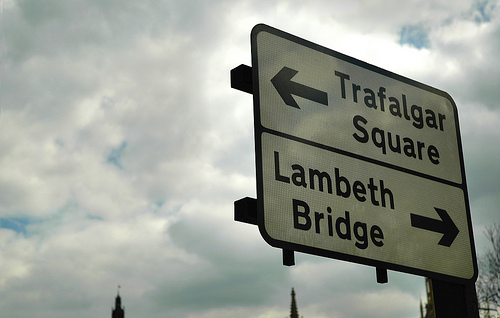 Trafalgar
Square
Lambeth
Bridge